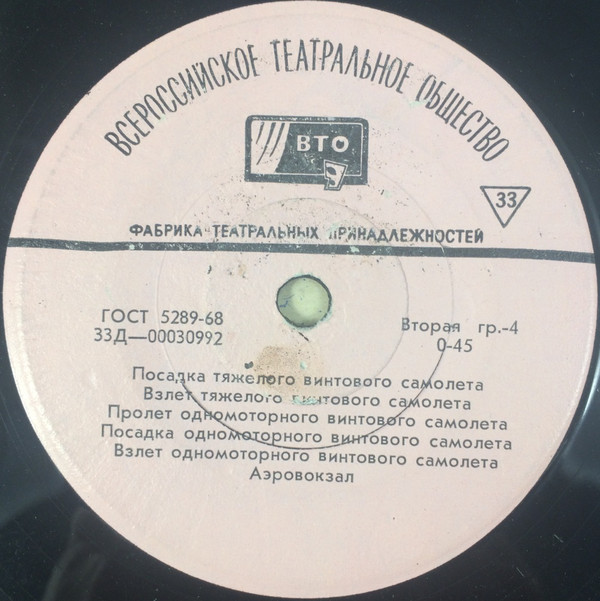 ВСЕРОССИЙСКОЕ ТЕАТРАЛЬНОЕ ОБЩЕСТВО
ВТО
33
ФАБРИКА ТЕАТРАЛЬНЫХ ПРИНАДЛЕЖНОСТЕЙ
ГОСТ 5289-68
33Д—00030992
Вторая гр.-4
0-45
Посадка тяжелого винтового самолета
Взлет тяжелого винтового самолета
Пролет одномоторного винтового самолета
Посадка одномоторного винтового самолета
Взлет одномоторного винтового самолета
Аэровокзал